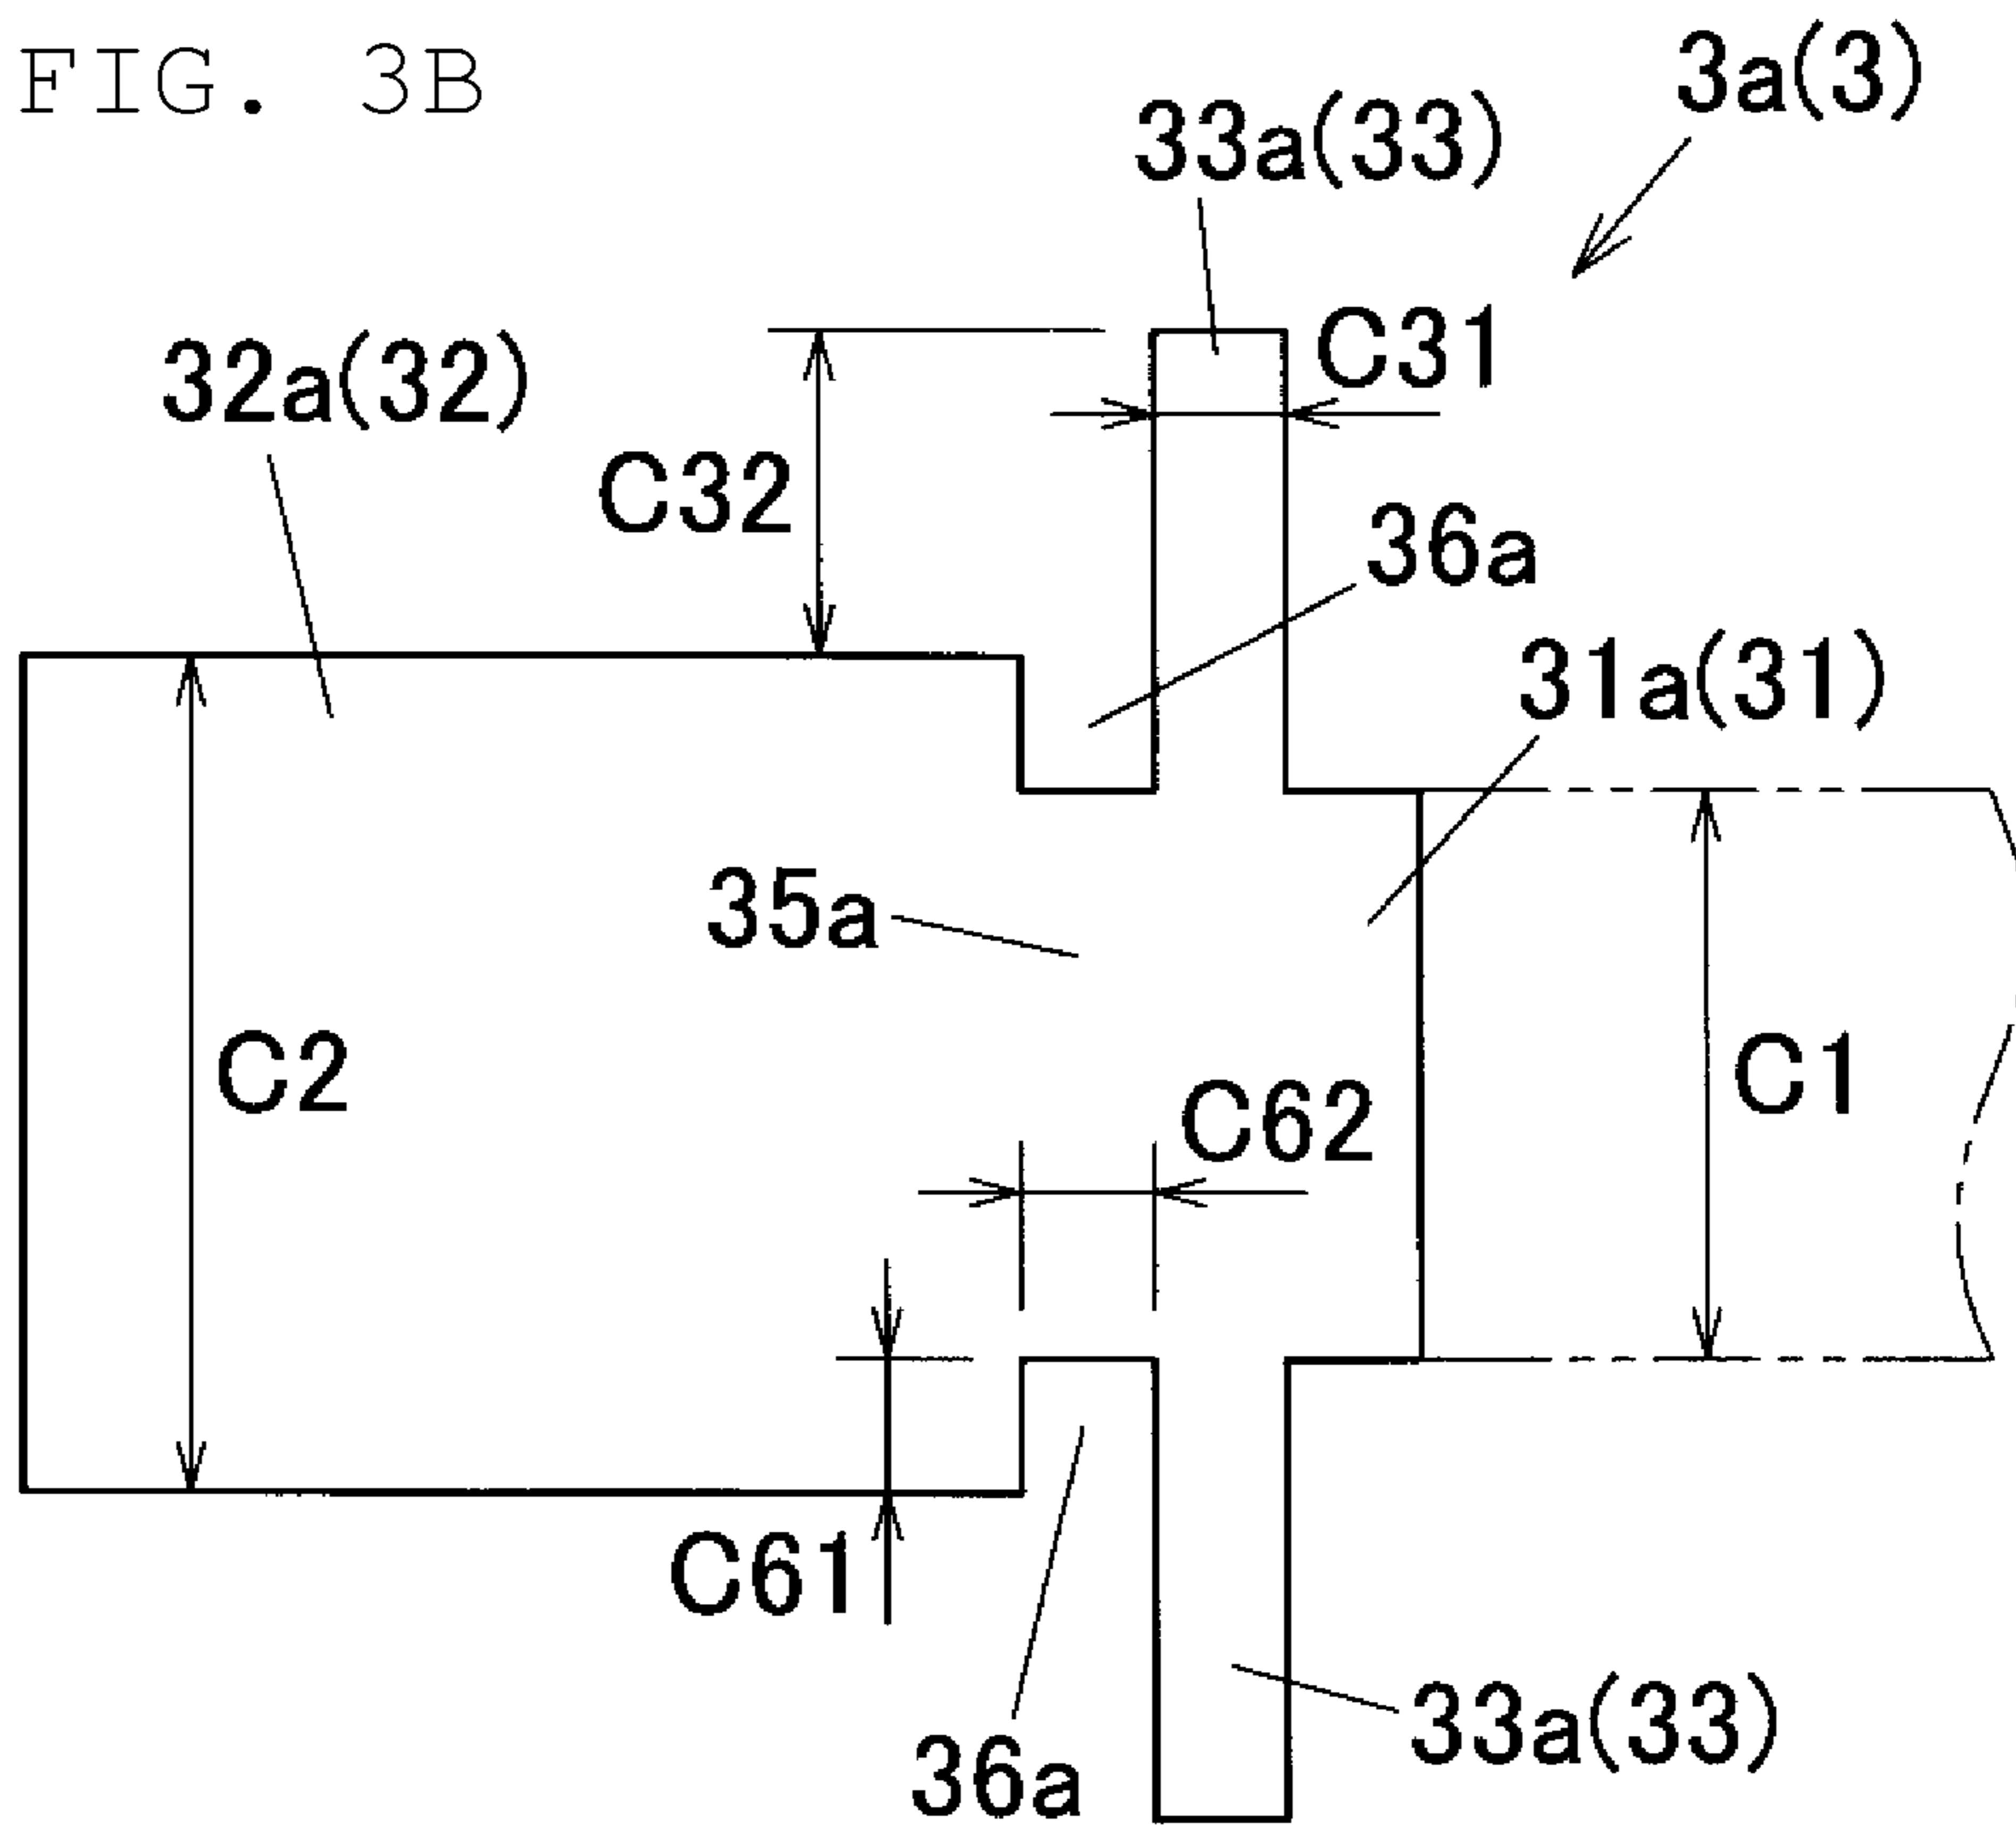 FIG. 3B
3a(3)
33a(33)
32a(32)
C31
C32
36a
31a(31)
35a
C2
C62
C1
C61
36a
33a(33)